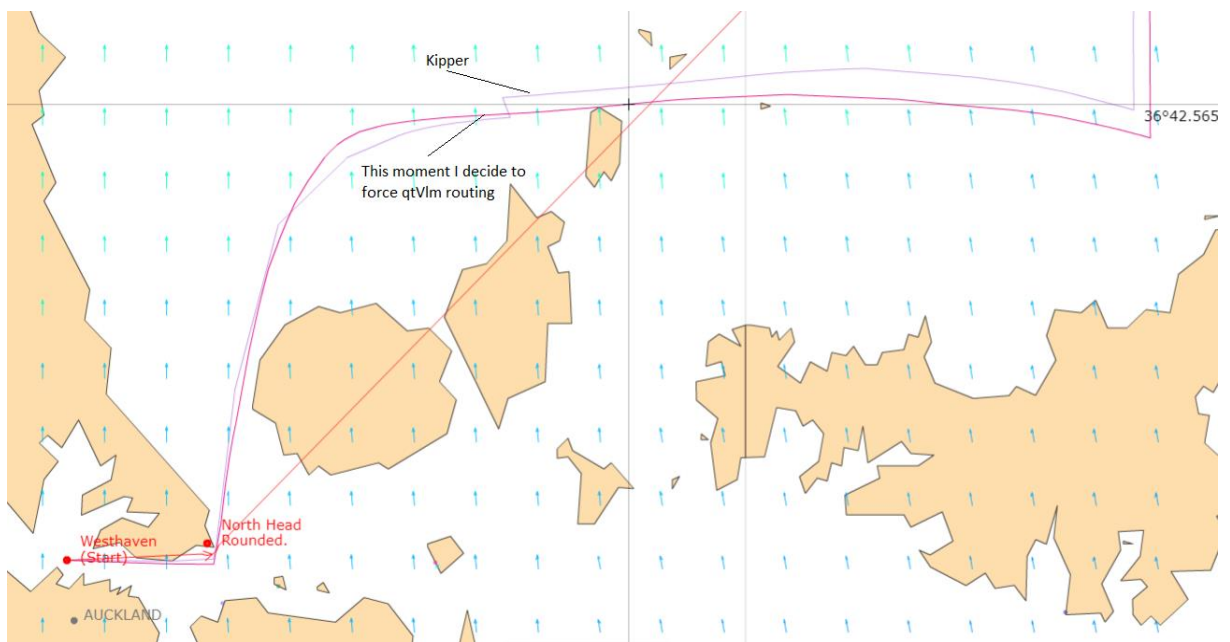 Kipper
36°42.565
This moment I decide to
force qtVlm routing
North Head
Rounded.
Westhaven
(Start)
AUCKLAND